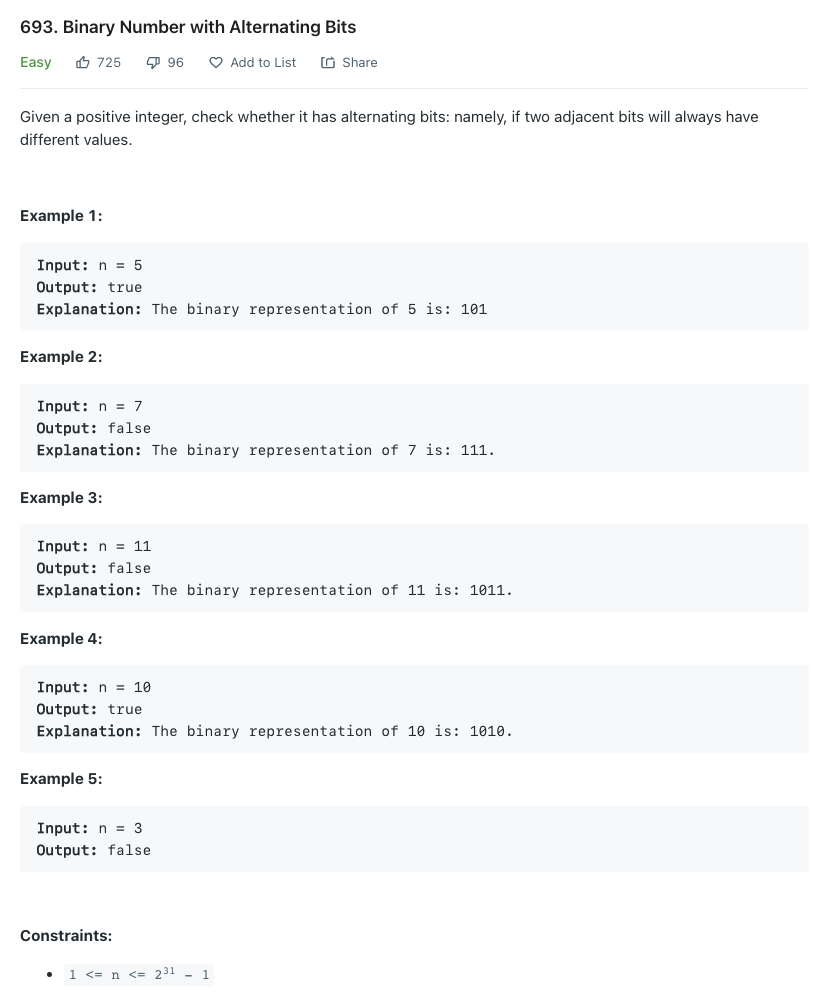 693. Binary Number with Alternating Bits
Easy 725 96 Add to List Share
Given a positive integer, check whether it has alternating bits: namely, if two adjacent bits will always have
different values.
Example 1:
Input: n = 5
Output: true
Explanation: The binary representation of 5 is: 101
Example 2:
Input: n = 7
Output: false
Explanation: The binary representation of 7 is: 111.
Example 3:
Input: n = 11
Output: false
Explanation: The binary representation of 11 is: 1011.
Example 4:
Input: n = 10
Output: true
Explanation: The binary representation of 10 is: 1010.
Example 5:
Input: n = 3
Output: false
Constraints:
• 1 <= n <= 2³¹ - 1